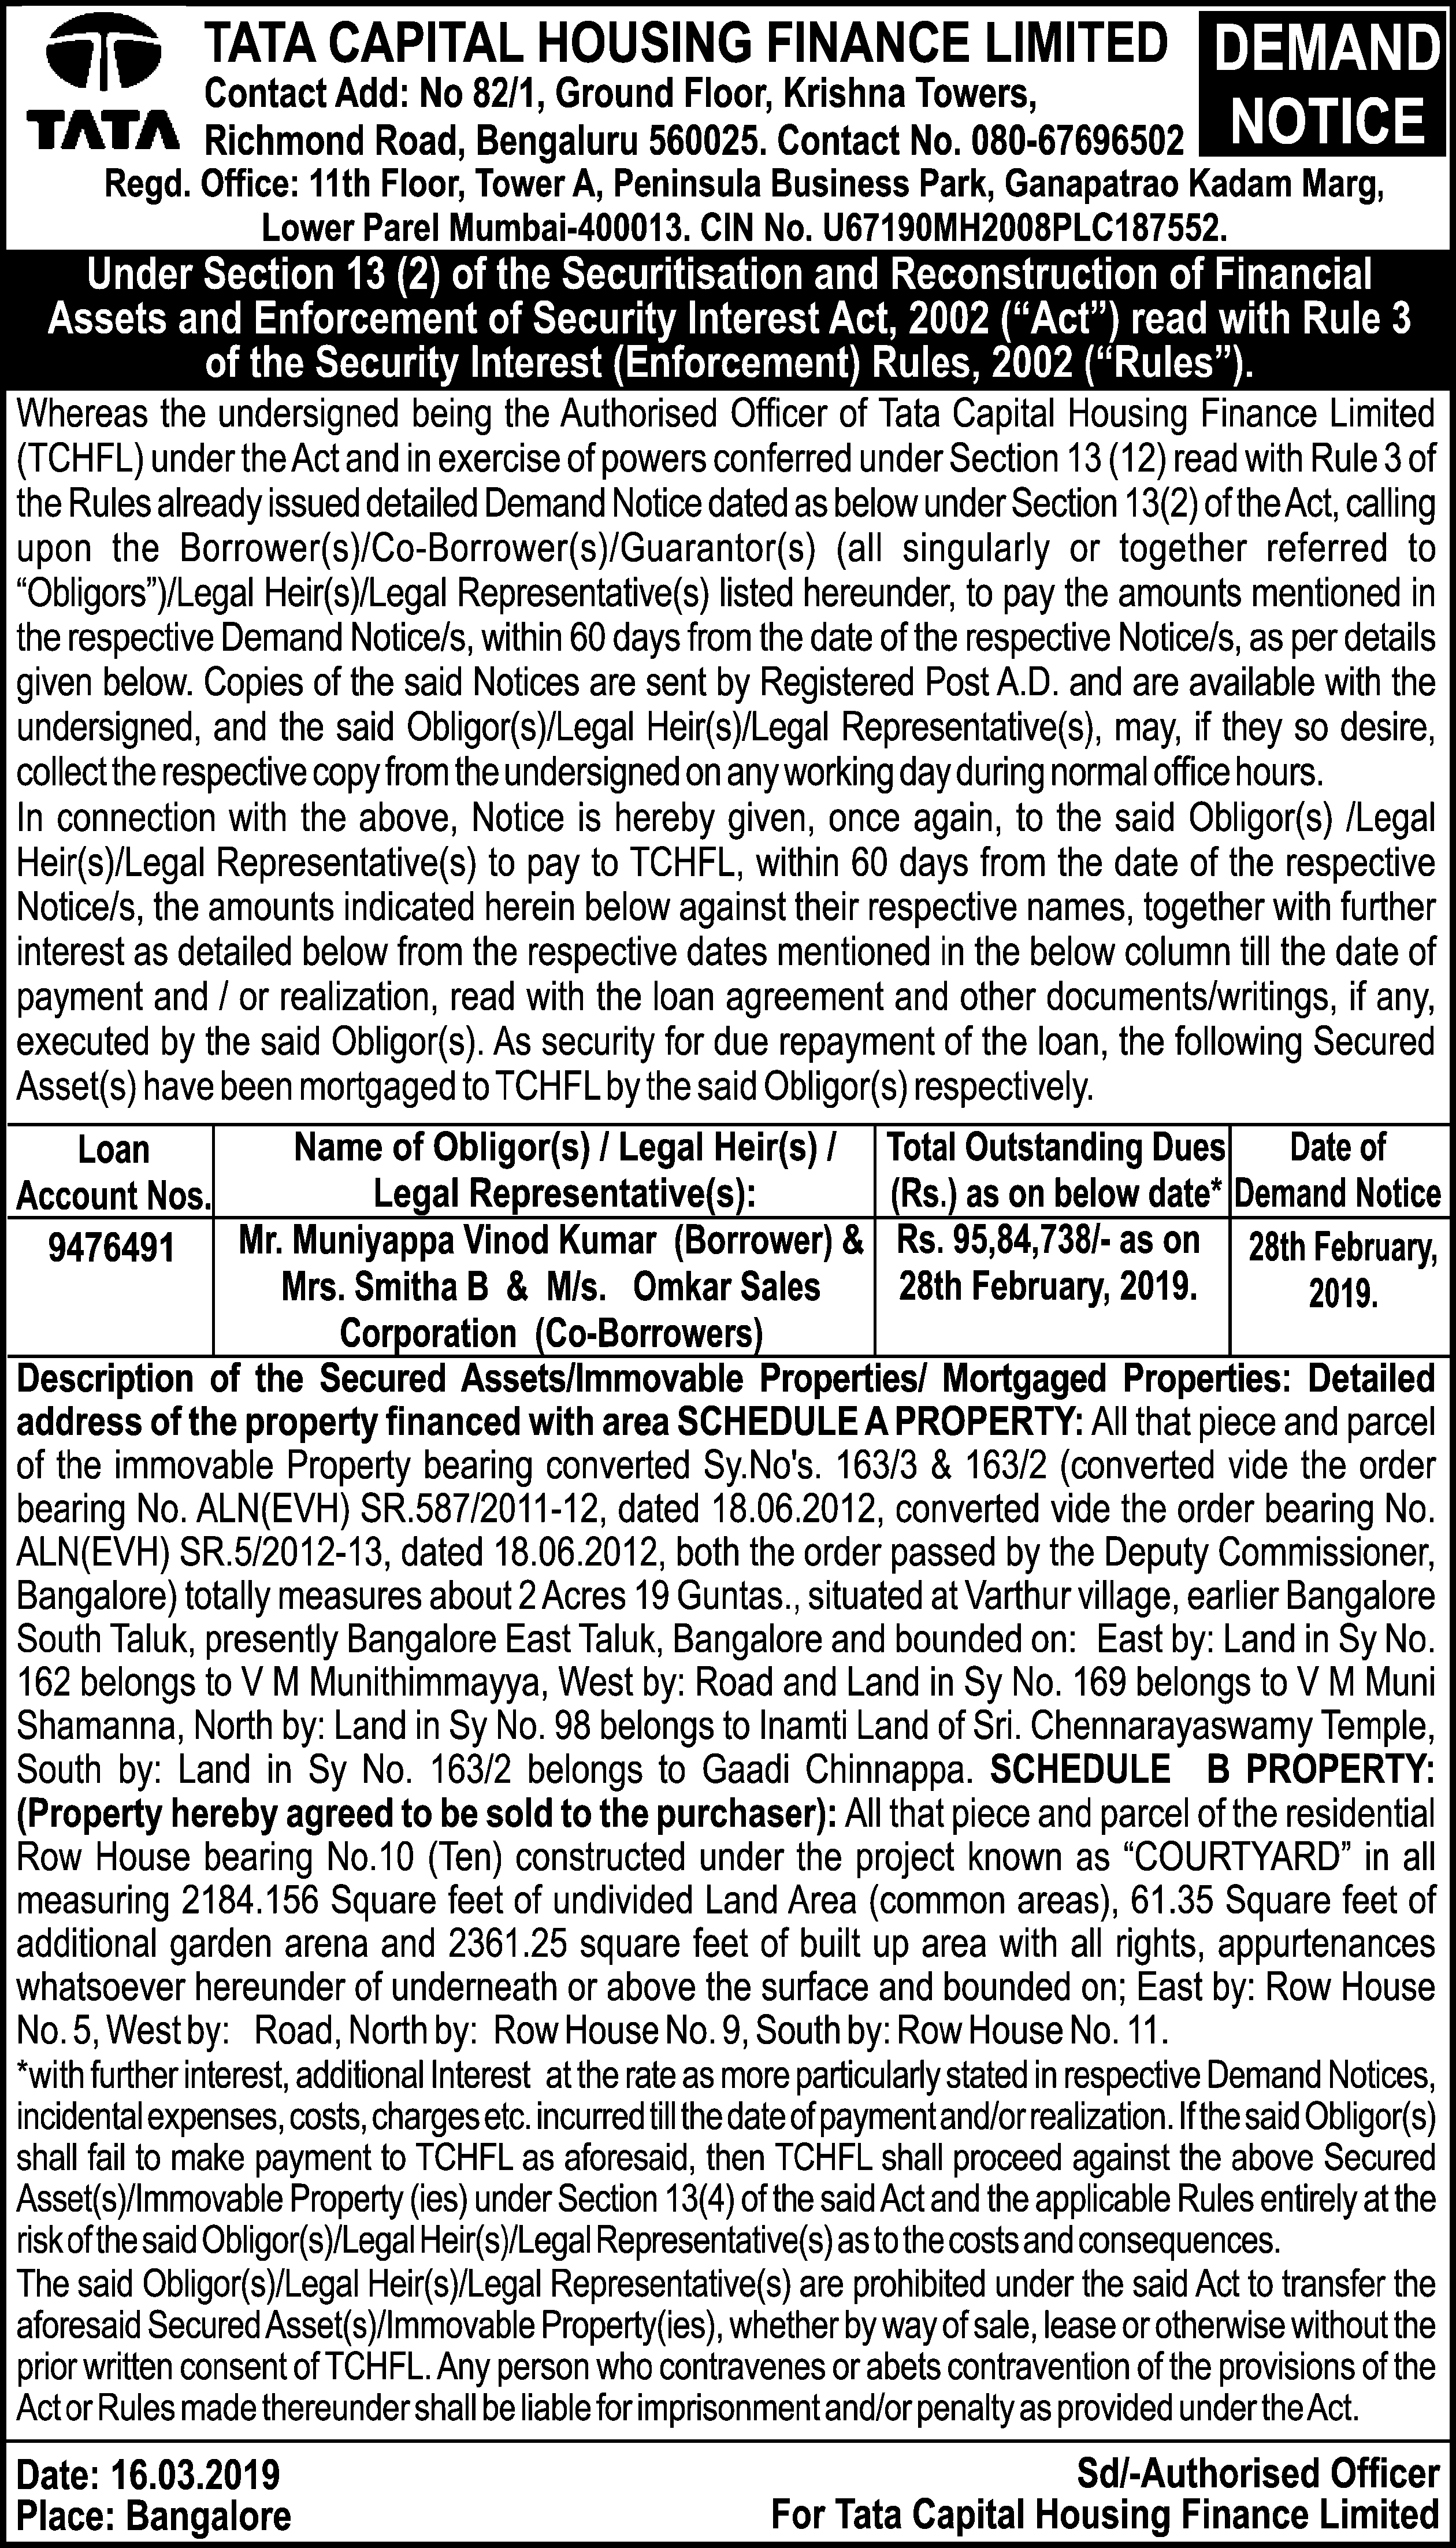 TATA
TATA CAPITAL HOUSING FINANCE LIMITED
Contact Add: No 82/1, Ground Floor, Krishna Towers,
Richmond Road, Bengaluru 560025. Contact No. 080-67696502
DEMAND
NOTICE
Regd. Office: 11th Floor, Tower A, Peninsula Business Park, Ganapatrao Kadam Marg,
Lower Parel Mumbai-400013. CIN No. U67190MH2008PLC187552.
Under Section 13 (2) of the Securitisation and Reconstruction of Financial
Assets and Enforcement of Security Interest Act, 2002 (“Act”) read with Rule 3
of the Security Interest (Enforcement) Rules, 2002 (“Rules”).
Whereas the undersigned being the Authorised Officer of Tata Capital Housing Finance Limited
(TCHFL) under the Act and in exercise of powers conferred under Section 13 (12) read with Rule 3 of
the Rules already issued detailed Demand Notice dated as below under Section 13(2) of the Act, calling
upon the Borrower(s)/Co-Borrower(s)/Guarantor(s) (all singularly or together referred to
“Obligors”)/Legal Heir(s)/Legal Representative(s) listed hereunder, to pay the amounts mentioned in
the respective Demand Notice/s, within 60 days from the date of the respective Notice/s, as per details
given below. Copies of the said Notices are sent by Registered Post A.D. and are available with the
undersigned, and the said Obligor(s)/Legal Heir(s)/Legal Representative(s), may, if they so desire,
collect the respective copy from the undersigned on any working day during normal office hours.
In connection with the above, Notice is hereby given, once again, to the said Obligor(s) /Legal
Heir(s)/Legal Representative(s) to pay to TCHFL, within 60 days from the date of the respective
Notice/s, the amounts indicated herein below against their respective names, together with further
interest as detailed below from the respective dates mentioned in the below column till the date of
payment and / or realization, read with the loan agreement and other documents/writings, if any,
executed by the said Obligor(s). As security for due repayment of the loan, the following Secured
Asset(s) have been mortgaged to TCHFL by the said Obligor(s) respectively.
Loan
Account Nos.
Name of Obligor(s) / Legal Heir(s) /
Legal Representative(s):
Total Outstanding Dues
(Rs.) as on below date*
Date of
Demand Notice
9476491
Mr. Muniyappa Vinod Kumar (Borrower) &
Mrs. Smitha B & M/s. Omkar Sales
Corporation (Co-Borrowers)
Rs. 95,84,738/- as on
28th February, 2019.
28th February,
2019.
Description of the Secured Assets/Immovable Properties/ Mortgaged Properties: Detailed
address of the property financed with area SCHEDULE A PROPERTY: All that piece and parcel
of the immovable Property bearing converted Sy.No's. 163/3 & 163/2 (converted vide the order
bearing No. ALN(EVH) SR.587/2011-12, dated 18.06.2012, converted vide the order bearing No.
ALN(EVH) SR.5/2012-13, dated 18.06.2012, both the order passed by the Deputy Commissioner,
Bangalore) totally measures about 2 Acres 19 Guntas., situated at Varthur village, earlier Bangalore
South Taluk, presently Bangalore East Taluk, Bangalore and bounded on: East by: Land in Sy No.
162 belongs to V M Munithimmayya, West by: Road and Land in Sy No. 169 belongs to V M Muni
Shamanna, North by: Land in Sy No. 98 belongs to Inamti Land of Sri. Chennarayaswamy Temple,
South by: Land in Sy No. 163/2 belongs to Gaadi Chinnappa. SCHEDULE B PROPERTY:
(Property hereby agreed to be sold to the purchaser): All that piece and parcel of the residential
Row House bearing No.10 (Ten) constructed under the project known as “COURTYARD” in all
measuring 2184.156 Square feet of undivided Land Area (common areas), 61.35 Square feet of
additional garden arena and 2361.25 square feet of built up area with all rights, appurtenances
whatsoever hereunder of underneath or above the surface and bounded on; East by: Row House
No. 5, West by: Road, North by: Row House No. 9, South by: Row House No. 11.
*with further interest, additional Interest at the rate as more particularly stated in respective Demand Notices,
incidental expenses, costs, charges etc. incurred till the date of payment and/or realization. If the said Obligor(s)
shall fail to make payment to TCHFL as aforesaid, then TCHFL shall proceed against the above Secured
Asset(s)/Immovable Property (ies) under Section 13(4) of the said Act and the applicable Rules entirely at the
risk of the said Obligor(s)/Legal Heir(s)/Legal Representative(s) as to the costs and consequences.
The said Obligor(s)/Legal Heir(s)/Legal Representative(s) are prohibited under the said Act to transfer the
aforesaid Secured Asset(s)/Immovable Property(ies), whether by way of sale, lease or otherwise without the
prior written consent of TCHFL. Any person who contravenes or abets contravention of the provisions of the
Act or Rules made thereunder shall be liable for imprisonment and/or penalty as provided under the Act.
Date: 16.03.2019
Place: Bangalore
Sd/-Authorised Officer
For Tata Capital Housing Finance Limited